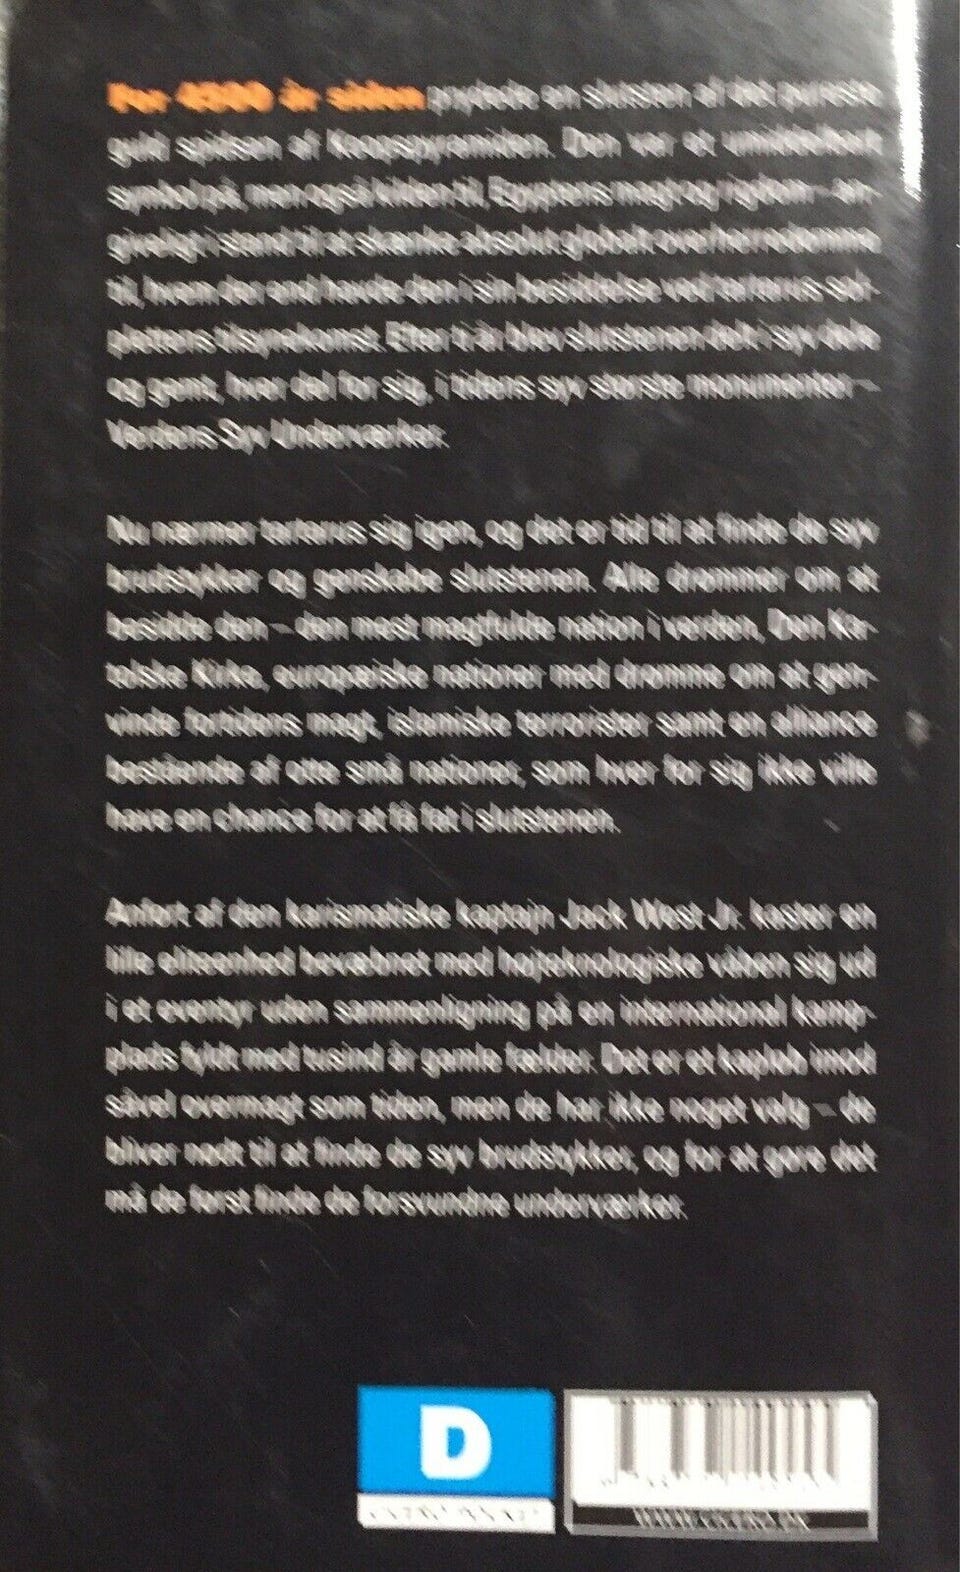 For 4500 år siden prydede en slutsten af det pureste
guld spidsen af Keopspyramiden. Den var et umiddelbart
symbol på, men også kilden til, Egyptens magt og rigdom – an-
giveligt i stand til at skænke absolut globalt overherredømme
til, hvem der end havde den i sin besiddelse ved tartarus sol-
plettens tilsynekomst. Efter ti år blev slutstenen delt i syv dele
og gemt, hver del for sig, i tidens syv største monumenter –
Verdens Syv Underværker.
Nu nærmer tartarus sig igen, og det er tid til at finde de syv
brudstykker og genskabe slutstenen. Alle drømmer om at
besidde den – den mest magtfulde nation i verden, Den Ka-
tolske Kirke, europæiske nationer med drømme om at gen-
vinde fortidens magt, islamiske terrorister samt en alliance
bestående af otte små nationer, som hver for sig ikke ville
have en chance for at få fat i slutstenen.
Anført af den karismatiske kaptajn Jack West Jr. kaster en
lille eliteenhed bevæbnet med højteknologiske våben sig ud
i et eventyr uden sammenligning på en international kamp-
plads fyldt med tusind år gamle fælder. Det er et kapløb imod
såvel overmagt som tiden, men de har ikke noget valg – de
bliver nødt til at finde de syv brudstykker, og for at gøre det
må de først finde de forsvundne underværker.
D